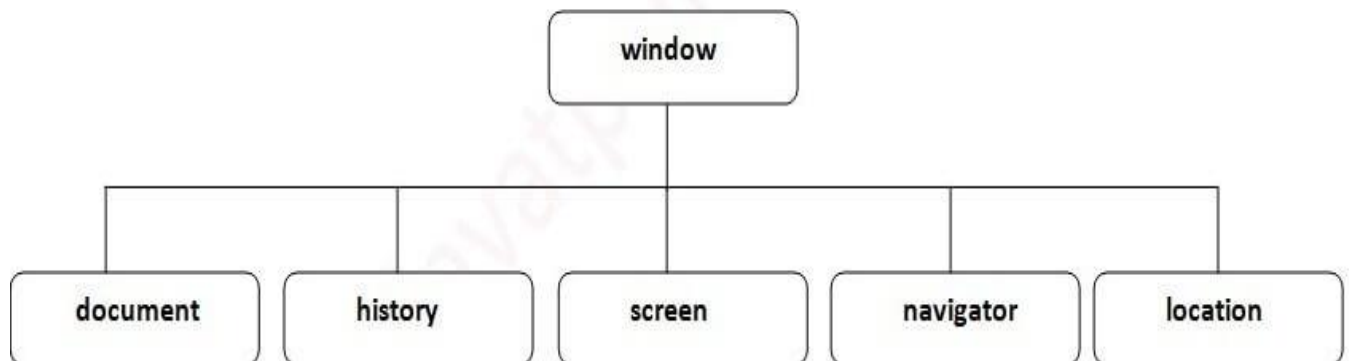 window
document
history
screen
navigator
location